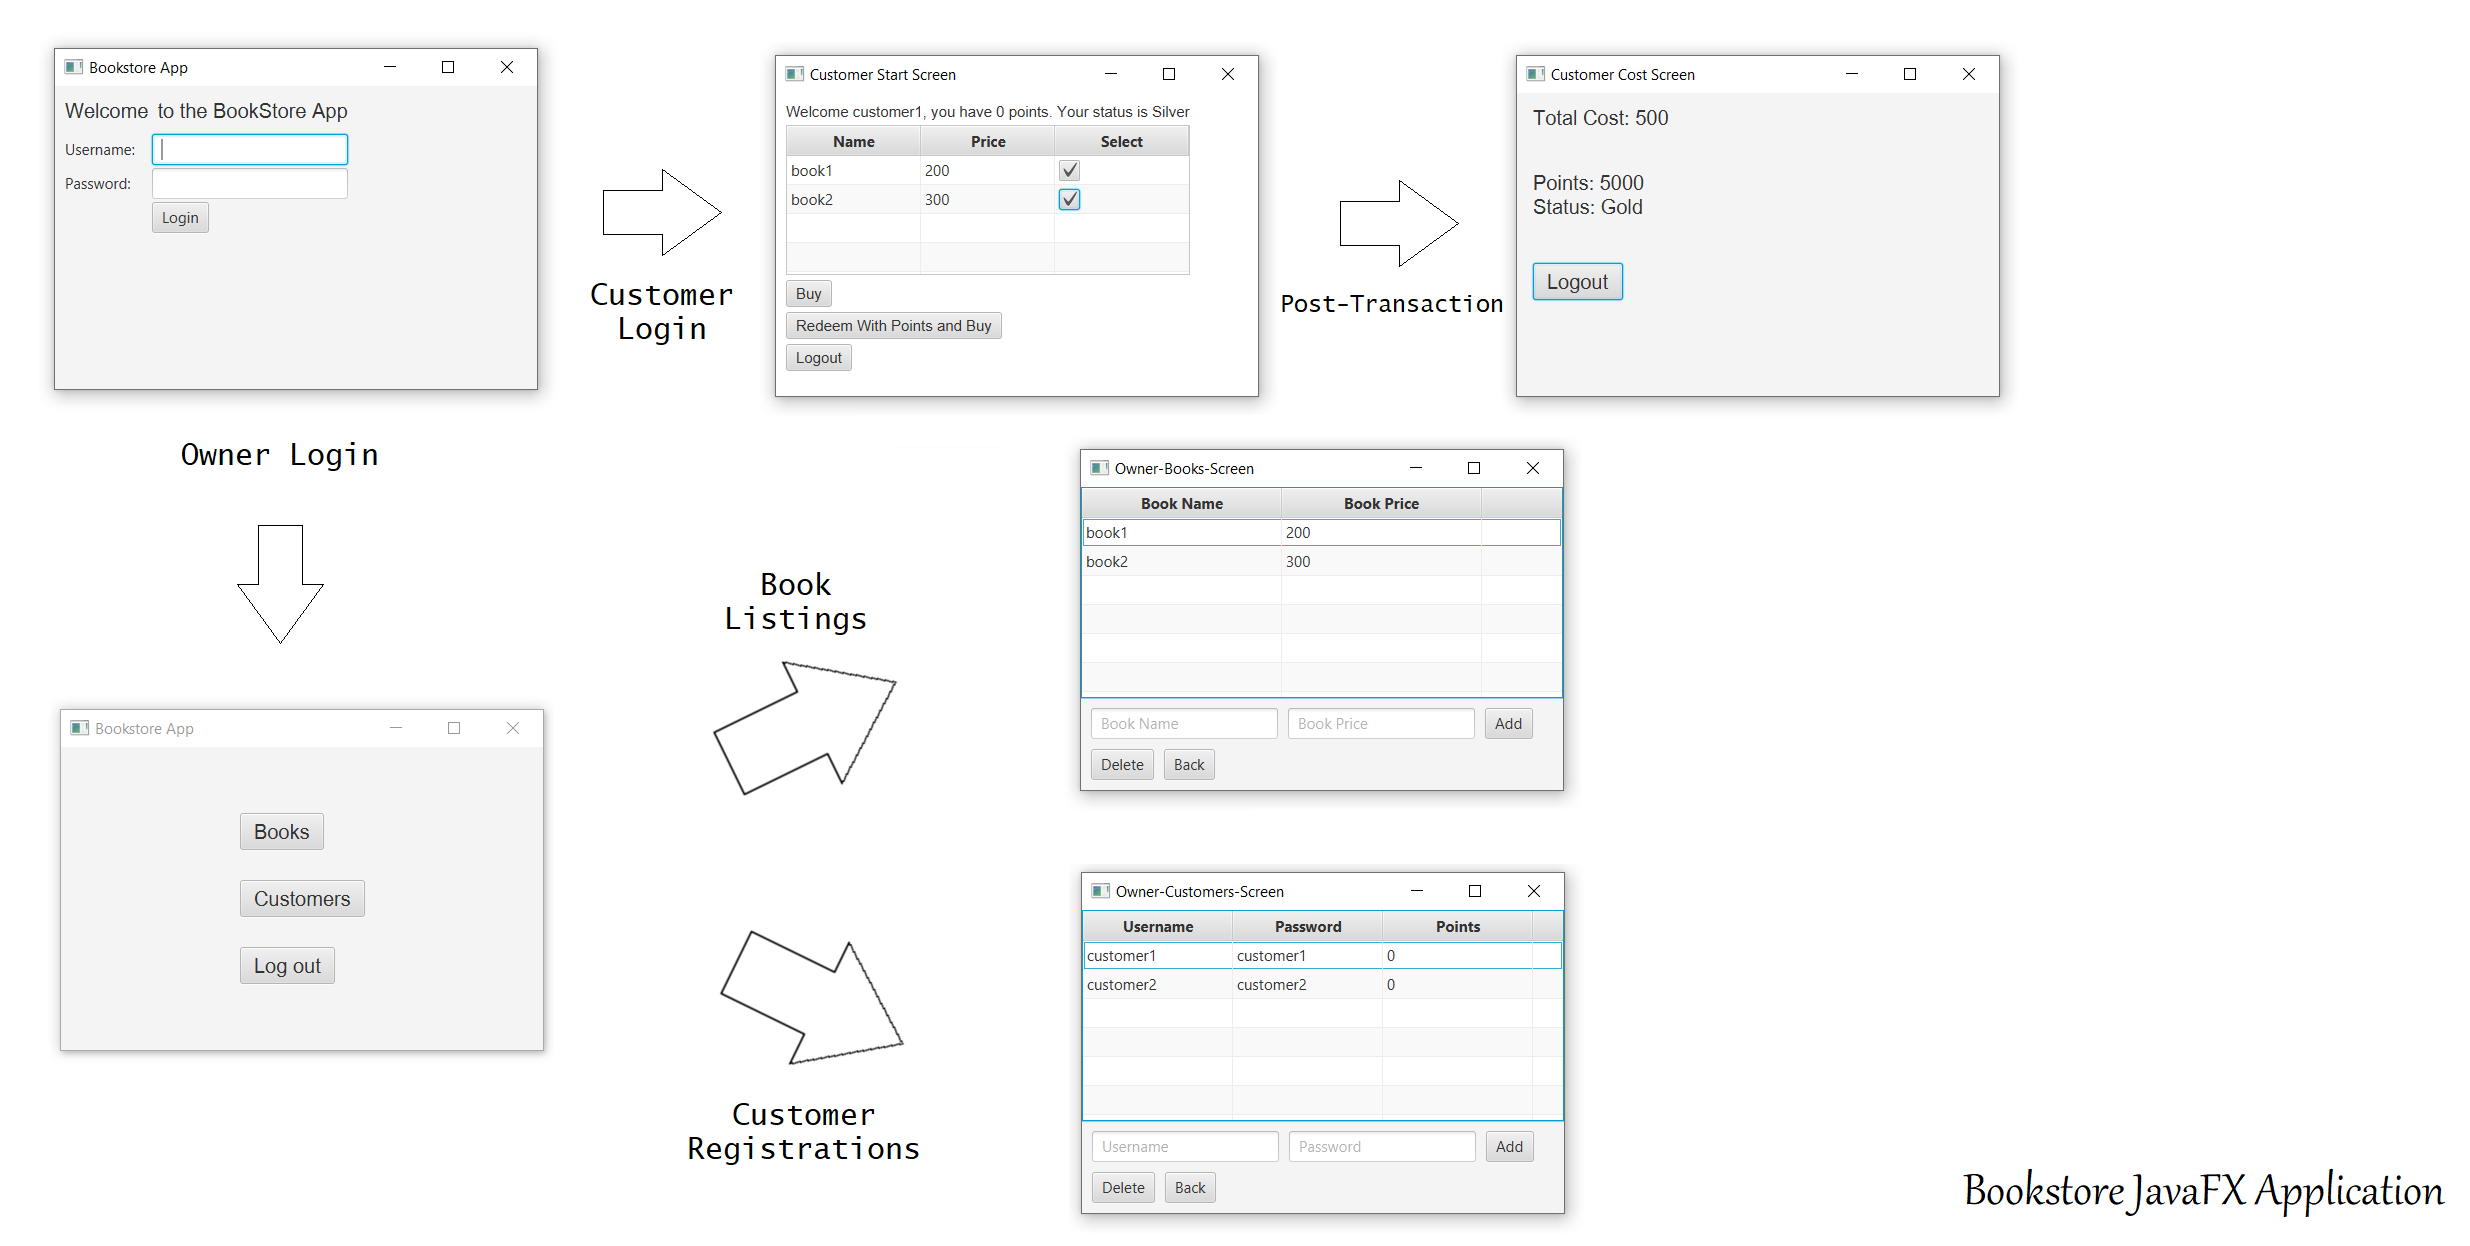 Bookstore App
Welcome to the BookStore App
Username:
Password:
Login
Customer
Login
Customer Start Screen
Welcome customer1, you have 0 points. Your status is Silver
Name Price Select
book1 200
book2 300
Buy
Redeem With Points and Buy
Logout
Post-Transaction
Customer Cost Screen
Total Cost: 500
Points: 5000
Status: Gold
Logout
Owner Login
Bookstore App
Books
Customers
Log out
Book
Listings
Owner-Books-Screen
Book Name Book Price
book1 200
book2 300
Book Name Book Price Add
Delete Back
Customer
Registrations
Owner-Customers-Screen
Username Password Points
customer1 customer1 0
customer2 customer2 0
Username Password Add
Delete Back
Bookstore JavaFX Application